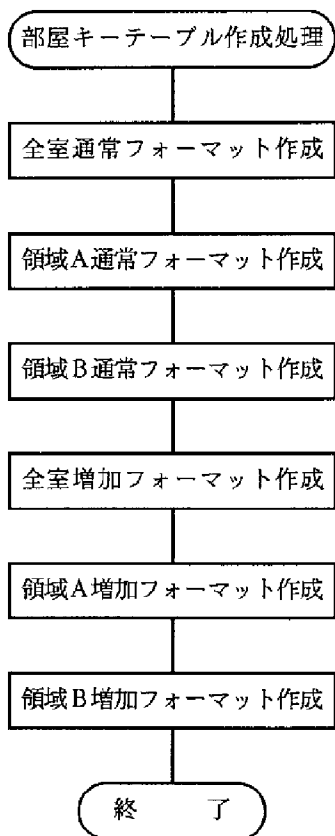 部屋キーテーブル作成処理
全室通常フォーマット作成
領域A通常フォーマット作成
領域B通常フォーマット作成
全室増加フォーマット作成
領域A増加フォーマット作成
領域B増加フォーマット作成
終　　了